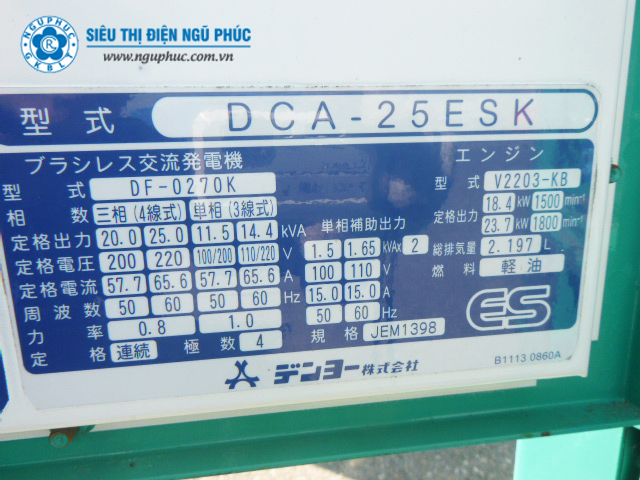 NGUPHUC
R
GKBLT
SIÊU THỊ ĐIỆN NGŨ PHÚC
www.nguphuc.com.vn
型式 DCA-25ESK
ブラシレス交流発電機
型式 DF-0270K
相数 三相(4線式) 単相(3線式)
定格出力 20.0 25.0 11.5 14.4 kVA
定格電圧 200 220 100/200 110/220 V
定格電流 57.7 65.6 57.7 65.6 A
周波数 50 60 50 60 Hz
力率 0.8 1.0
定格 連続 極数 4
単相補助出力
1.5 1.65 kVA× 2
100 110 V
15.0 15.0 A
50 60 Hz
規格 JEM1398
エンジン
型式 V2203-KB
定格出力 18.4 kW 1500 min⁻¹
23.7 kW 1800 min⁻¹
総排気量 2.197 L
燃料 軽油
ES
デンヨー株式会社
B1113 0860A